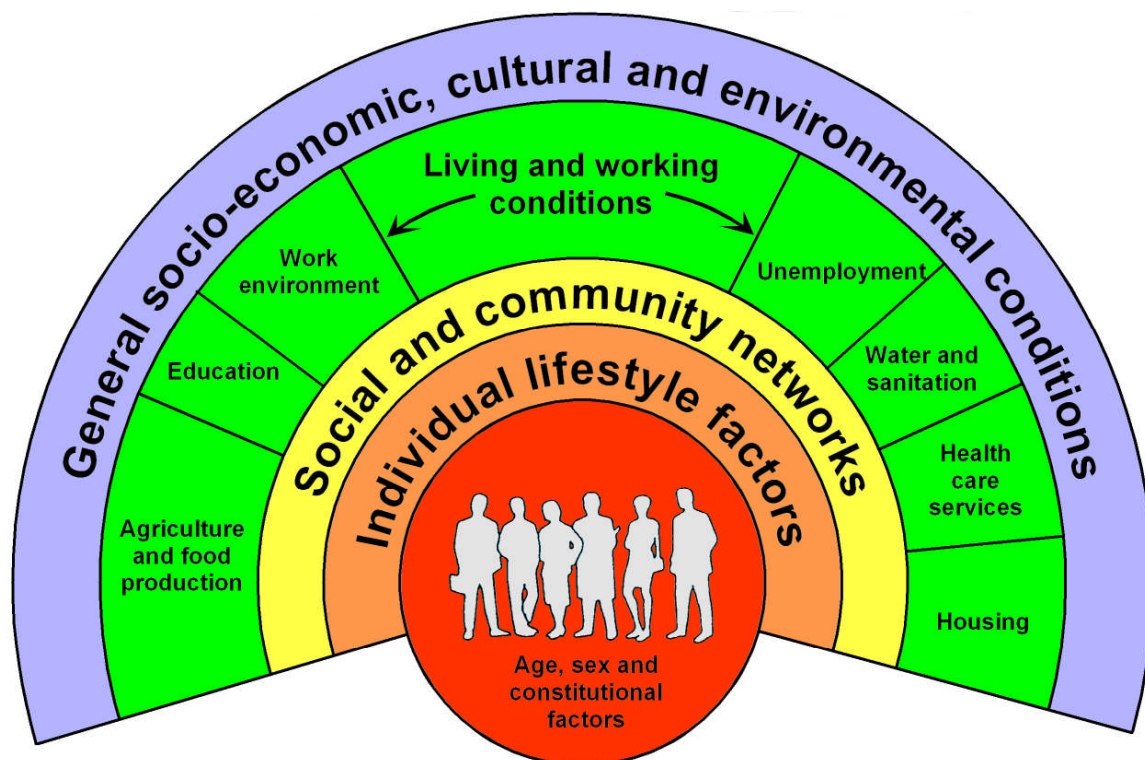 General socio-economic, cultural and environmental conditions
Living and working
conditions
Work
environment
Unemployment
Education
Water and
sanitation
Agriculture
and food
production
Health
care
services
Housing
Social and community networks
Individual lifestyle factors
Age, sex and
constitutional
factors